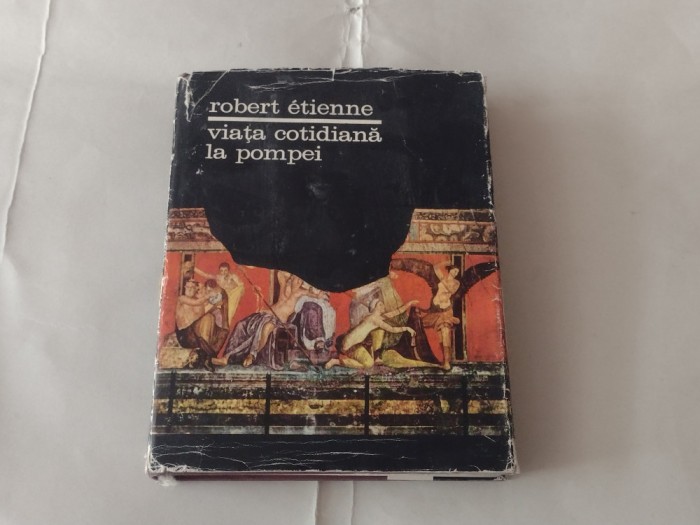 robert étienne
viața cotidiană
la pompei